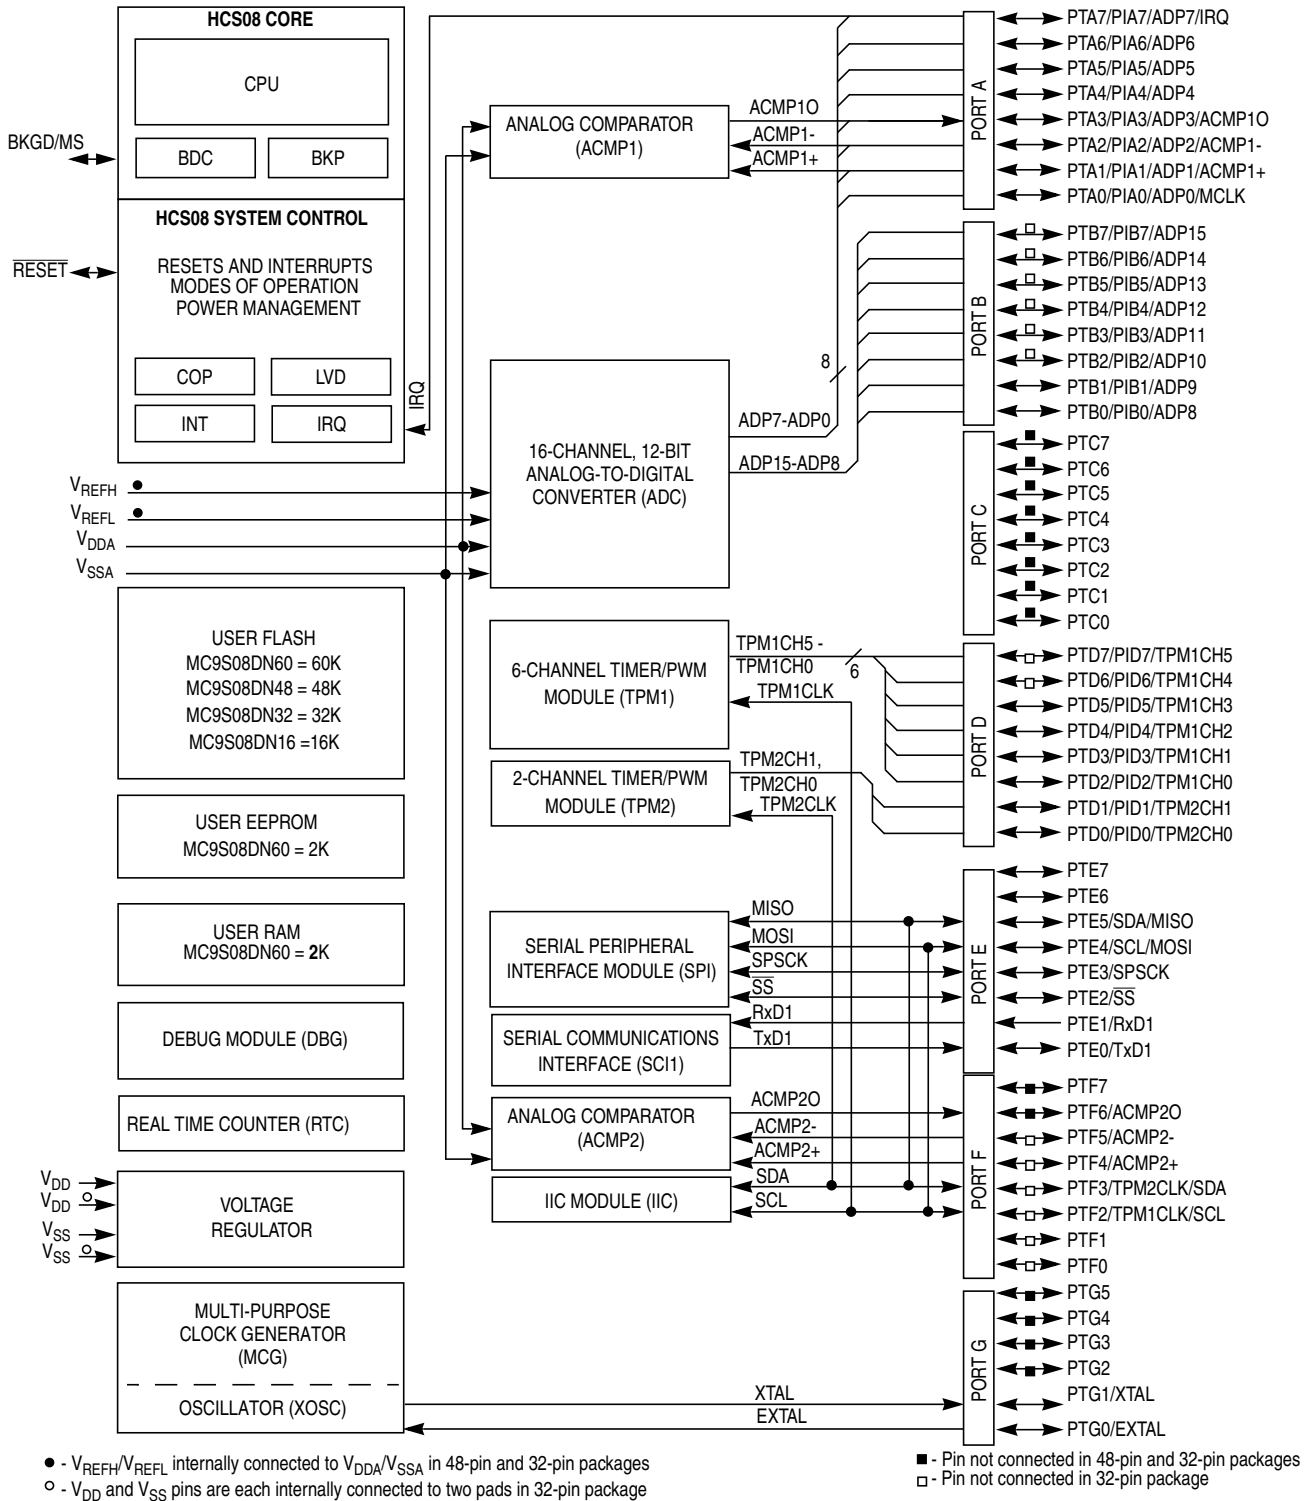 HCS08 CORE
CPU
BDC
BKP
BKGD/MS
HCS08 SYSTEM CONTROL
RESETS AND INTERRUPTS
MODES OF OPERATION
POWER MANAGEMENT
RESET
COP
LVD
INT
IRQ
IRQ
VREFH
VREFL
VDDA
VSSA
USER FLASH
MC9S08DN60 = 60K
MC9S08DN48 = 48K
MC9S08DN32 = 32K
MC9S08DN16 =16K
USER EEPROM
MC9S08DN60 = 2K
USER RAM
MC9S08DN60 = 2K
DEBUG MODULE (DBG)
REAL TIME COUNTER (RTC)
VDD
VDD
VSS
VSS
VOLTAGE
REGULATOR
MULTI-PURPOSE
CLOCK GENERATOR
(MCG)
OSCILLATOR (XOSC)
ANALOG COMPARATOR
(ACMP1)
ACMP1O
ACMP1-
ACMP1+
16-CHANNEL, 12-BIT
ANALOG-TO-DIGITAL
CONVERTER (ADC)
8
ADP7-ADP0
ADP15-ADP8
6-CHANNEL TIMER/PWM
MODULE (TPM1)
TPM1CH5 -
TPM1CH0
6
TPM1CLK
2-CHANNEL TIMER/PWM
MODULE (TPM2)
TPM2CH1,
TPM2CH0
TPM2CLK
SERIAL PERIPHERAL
INTERFACE MODULE (SPI)
MISO
MOSI
SPSCK
SS
SERIAL COMMUNICATIONS
INTERFACE (SCI1)
RxD1
TxD1
ANALOG COMPARATOR
(ACMP2)
ACMP2O
ACMP2-
ACMP2+
IIC MODULE (IIC)
SDA
SCL
XTAL
EXTAL
PORT A
PTA7/PIA7/ADP7/IRQ
PTA6/PIA6/ADP6
PTA5/PIA5/ADP5
PTA4/PIA4/ADP4
PTA3/PIA3/ADP3/ACMP1O
PTA2/PIA2/ADP2/ACMP1-
PTA1/PIA1/ADP1/ACMP1+
PTA0/PIA0/ADP0/MCLK
PORT B
PTB7/PIB7/ADP15
PTB6/PIB6/ADP14
PTB5/PIB5/ADP13
PTB4/PIB4/ADP12
PTB3/PIB3/ADP11
PTB2/PIB2/ADP10
PTB1/PIB1/ADP9
PTB0/PIB0/ADP8
PORT C
PTC7
PTC6
PTC5
PTC4
PTC3
PTC2
PTC1
PTC0
PORT D
PTD7/PID7/TPM1CH5
PTD6/PID6/TPM1CH4
PTD5/PID5/TPM1CH3
PTD4/PID4/TPM1CH2
PTD3/PID3/TPM1CH1
PTD2/PID2/TPM1CH0
PTD1/PID1/TPM2CH1
PTD0/PID0/TPM2CH0
PORT E
PTE7
PTE6
PTE5/SDA/MISO
PTE4/SCL/MOSI
PTE3/SPSCK
PTE2/SS
PTE1/RxD1
PTE0/TxD1
PORT F
PTF7
PTF6/ACMP2O
PTF5/ACMP2-
PTF4/ACMP2+
PTF3/TPM2CLK/SDA
PTF2/TPM1CLK/SCL
PTF1
PTF0
PORT G
PTG5
PTG4
PTG3
PTG2
PTG1/XTAL
PTG0/EXTAL
● - VREFH/VREFL internally connected to VDDA/VSSA in 48-pin and 32-pin packages
○ - VDD and VSS pins are each internally connected to two pads in 32-pin package
■ - Pin not connected in 48-pin and 32-pin packages
□ - Pin not connected in 32-pin package